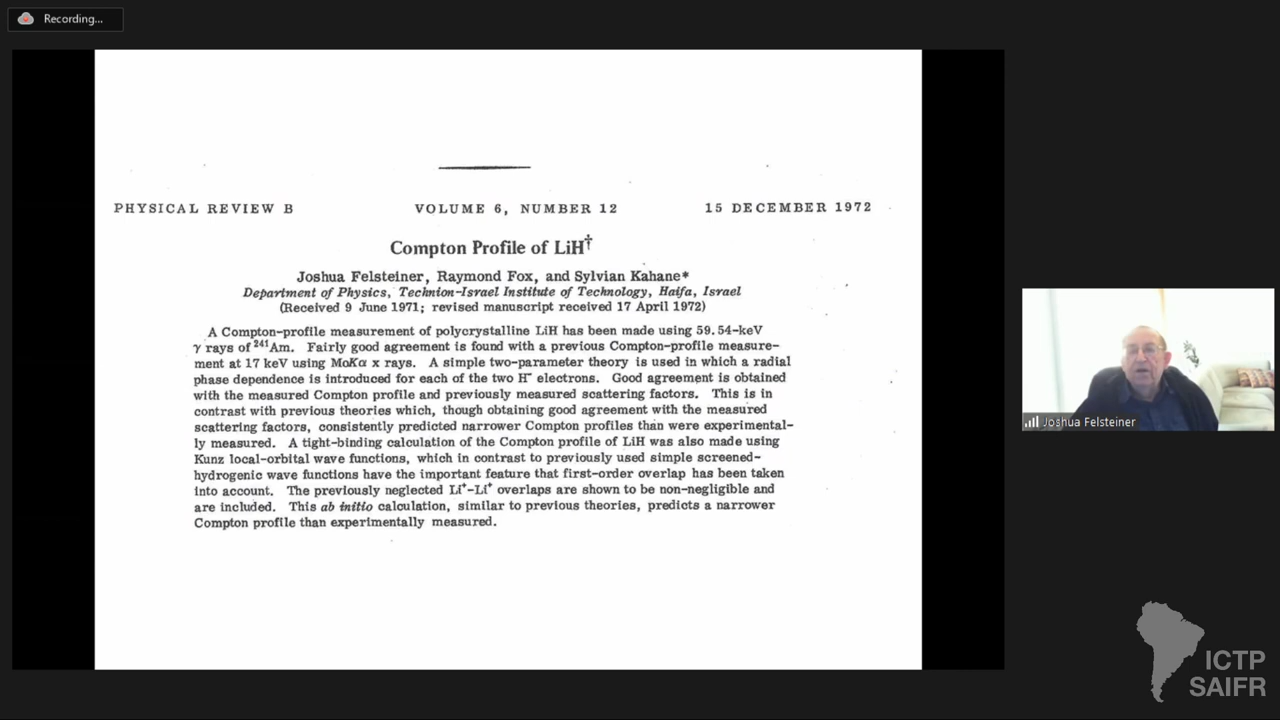 Recording...
PHYSICAL REVIEW B VOLUME 6, NUMBER 12 15 DECEMBER 1972
Compton Profile of LiH†
Joshua Felsteiner, Raymond Fox, and Sylvian Kahane*
Department of Physics, Technion-Israel Institute of Technology, Haifa, Israel
(Received 9 June 1971; revised manuscript received 17 April 1972)
A Compton-profile measurement of polycrystalline LiH has been made using 59.54-keV
γ rays of ²⁴¹Am. Fairly good agreement is found with a previous Compton-profile measure-
ment at 17 keV using MoKα x rays. A simple two-parameter theory is used in which a radial
phase dependence is introduced for each of the two H⁻ electrons. Good agreement is obtained
with the measured Compton profile and previously measured scattering factors. This is in
contrast with previous theories which, though obtaining good agreement with the measured
scattering factors, consistently predicted narrower Compton profiles than were experimental-
ly measured. A tight-binding calculation of the Compton profile of LiH was also made using
Kunz local-orbital wave functions, which in contrast to previously used simple screened-
hydrogenic wave functions have the important feature that first-order overlap has been taken
into account. The previously neglected Li⁺-Li⁺ overlaps are shown to be non-negligible and
are included. This ab initio calculation, similar to previous theories, predicts a narrower
Compton profile than experimentally measured.
Joshua Felsteiner
ICTP
SAIFR